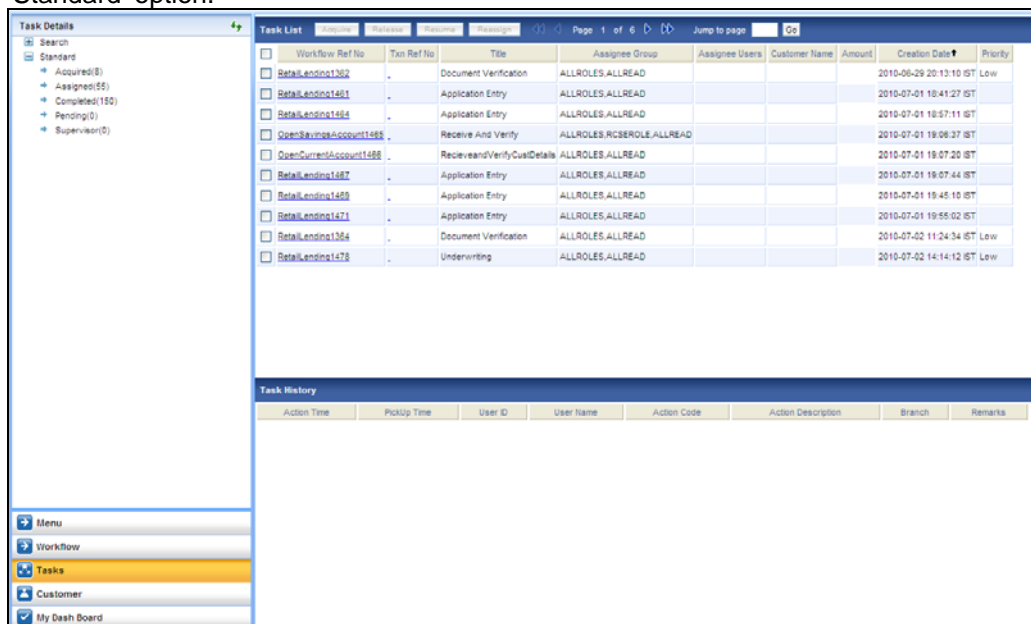 Standard option.
Task Details
Search
Standard
Acquired(8)
Assigned(55)
Completed(150)
Pending(0)
Supervisor(0)
Menu
Workflow
Tasks
Customer
My Dash Board
Task List Acquire Release Resume Reassign Page 1 of 6 Jump to page Go
Workflow Ref No Txn Ref No Title Assignee Group Assignee Users Customer Name Amount Creation Date Priority
RetailLending1362 Document Verification ALLROLES,ALLREAD 2010-06-29 20:13:10 IST Low
RetailLending1461 Application Entry ALLROLES,ALLREAD 2010-07-01 18:41:27 IST
RetailLending1464 Application Entry ALLROLES,ALLREAD 2010-07-01 18:57:11 IST
OpenSavingsAccount1465 Receive And Verify ALLROLES,RCSEROLE,ALLREAD 2010-07-01 19:06:37 IST
OpenCurrentAccount1466 RecieveandVerifyCustDetails ALLROLES,ALLREAD 2010-07-01 19:07:20 IST
RetailLending1467 Application Entry ALLROLES,ALLREAD 2010-07-01 19:07:44 IST
RetailLending1469 Application Entry ALLROLES,ALLREAD 2010-07-01 19:45:10 IST
RetailLending1471 Application Entry ALLROLES,ALLREAD 2010-07-01 19:55:02 IST
RetailLending1364 Document Verification ALLROLES,ALLREAD 2010-07-02 11:24:34 IST Low
RetailLending1478 Underwriting ALLROLES,ALLREAD 2010-07-02 14:14:12 IST Low
Task History
Action Time PickUp Time User ID User Name Action Code Action Description Branch Remarks